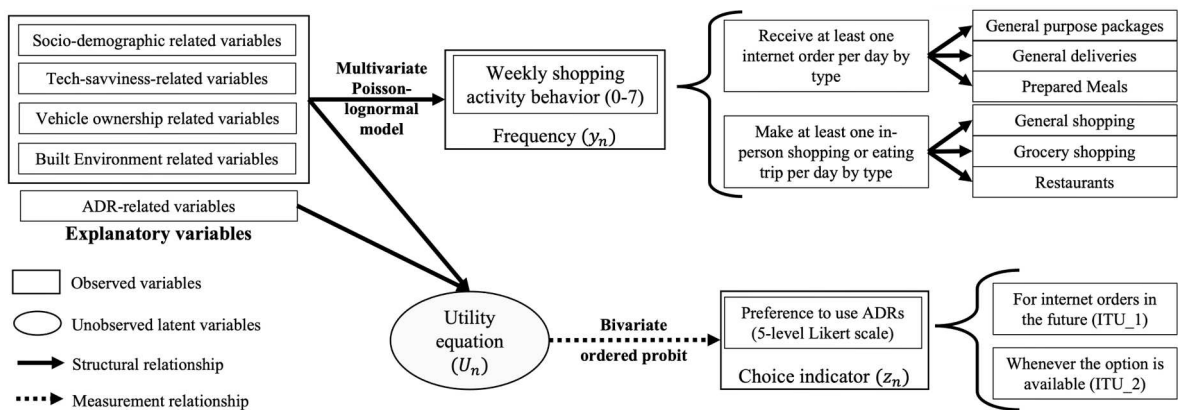 Socio-demographic related variables
Tech-savviness-related variables
Vehicle ownership related variables
Built Environment related variables
ADR-related variables
Explanatory variables
Observed variables
Unobserved latent variables
Structural relationship
Measurement relationship
Multivariate
Poisson-
lognormal
model
Weekly shopping
activity behavior (0-7)
Frequency (yₙ)
Receive at least one
internet order per day by
type
General purpose packages
General deliveries
Prepared Meals
Make at least one in-
person shopping or eating
trip per day by type
General shopping
Grocery shopping
Restaurants
Utility
equation
(Uₙ)
Bivariate
ordered probit
Preference to use ADRs
(5-level Likert scale)
Choice indicator (zₙ)
For internet orders in
the future (ITU_1)
Whenever the option is
available (ITU_2)